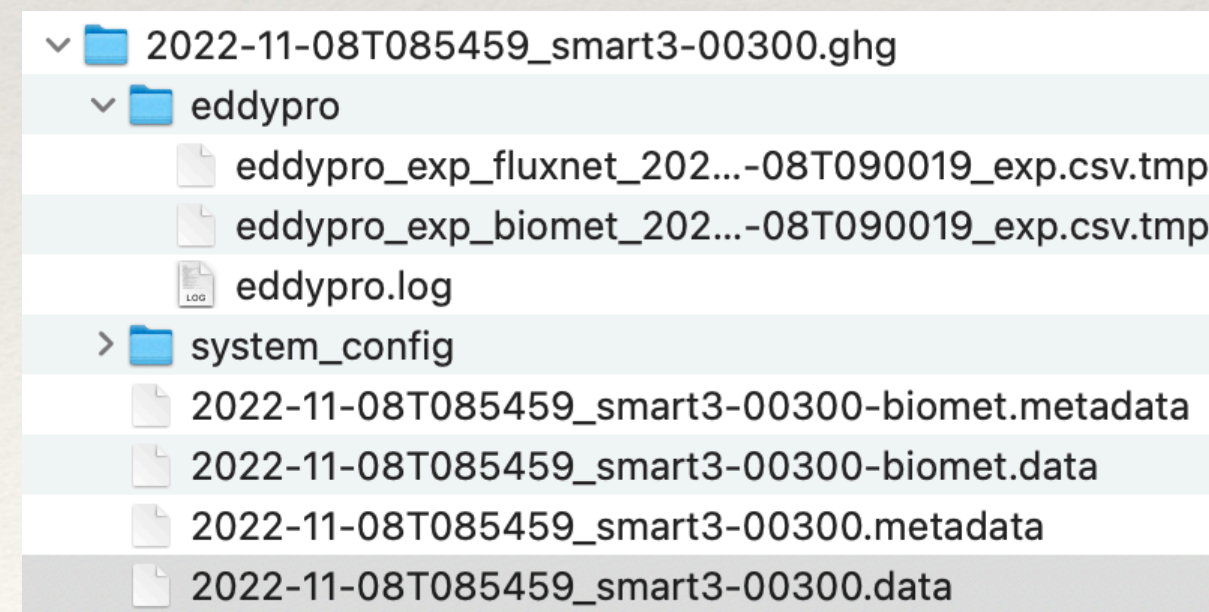 2022-11-08T085459_smart3-00300.ghg
eddypro
eddypro_exp_fluxnet_202...-08T090019_exp.csv.tmp
eddypro_exp_biomet_202...-08T090019_exp.csv.tmp
LOG eddypro.log
system_config
2022-11-08T085459_smart3-00300-biomet.metadata
2022-11-08T085459_smart3-00300-biomet.data
2022-11-08T085459_smart3-00300.metadata
2022-11-08T085459_smart3-00300.data